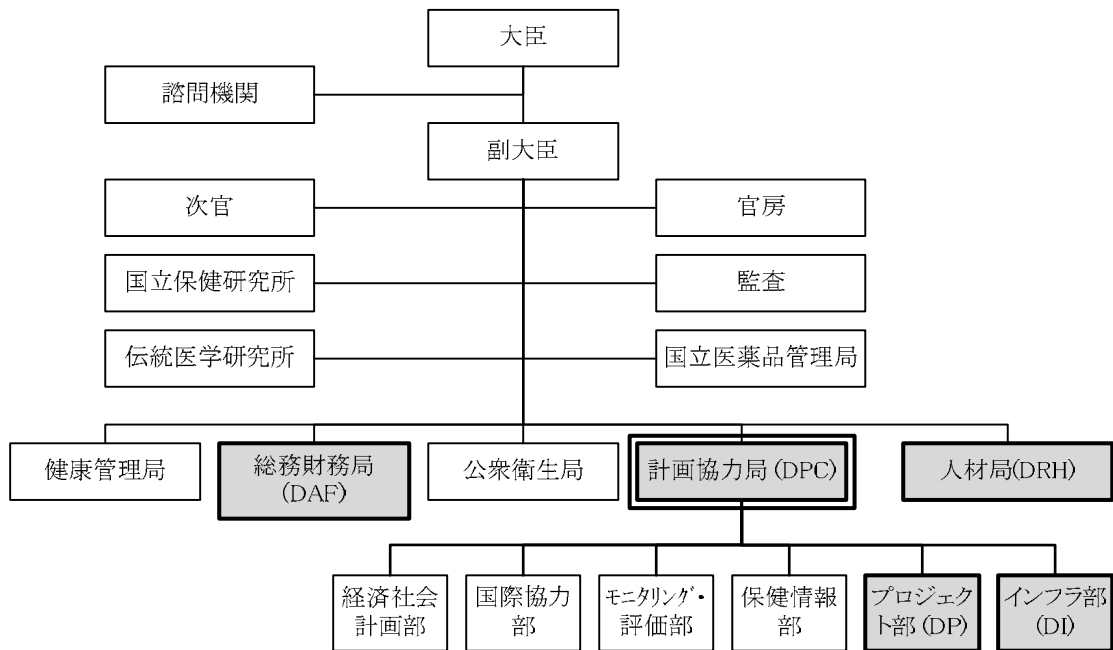 大臣
諮問機関
副大臣
次官
官房
国立保健研究所
監査
伝統医学研究所
国立医薬品管理局
健康管理局
総務財務局
(DAF)
公衆衛生局
計画協力局 (DPC)
人材局(DRH)
経済社会
計画部
国際協力
部
ﾓﾆﾀﾘﾝｸﾞ・
評価部
保健情報
部
プロジェク
ﾄ部 (DP)
インフラ部
(DI)